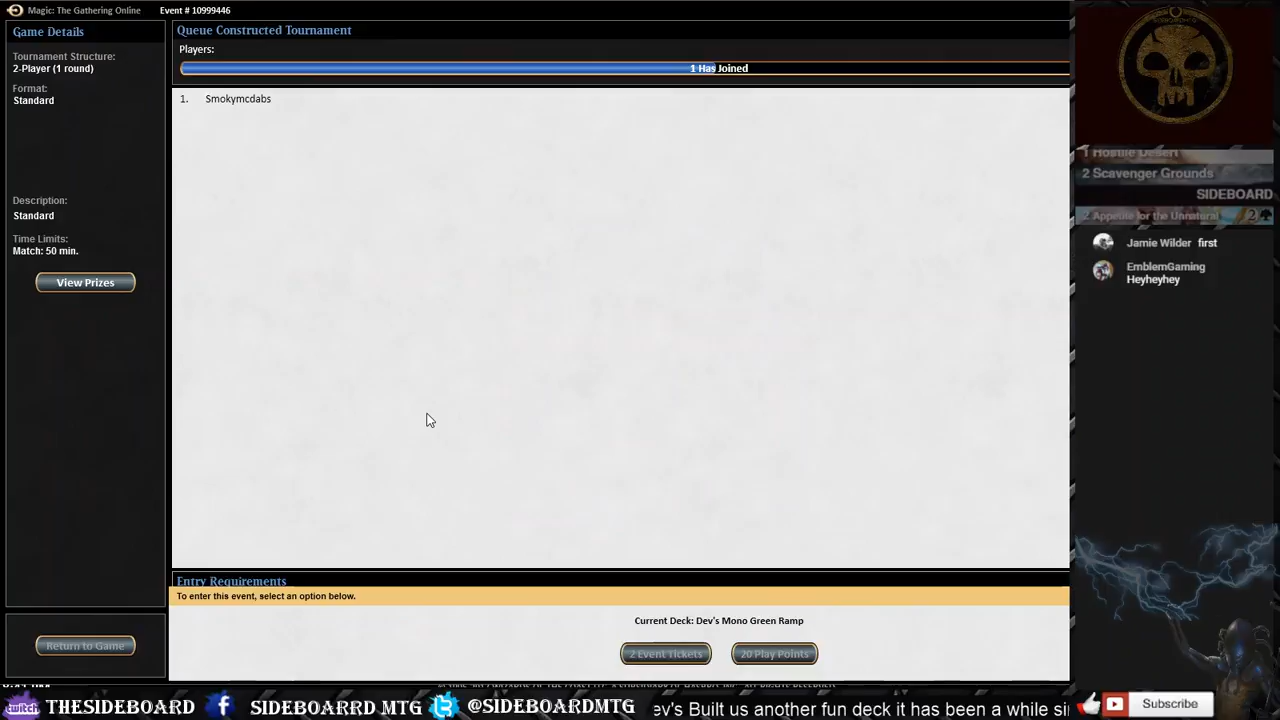 Magic: The Gathering Online Event # 10999446
Game Details
Tournament Structure:
2-Player (1 round)
Format:
Standard
Description:
Standard
Time Limits:
Match: 50 min.
View Prizes
Return to Game
Queue Constructed Tournament
Players:
1 Has Joined
1. Smokymcdabs
Entry Requirements
To enter this event, select an option below.
Current Deck: Dev's Mono Green Ramp
2 Event Tickets
20 Play Points
1 Hostile Desert
2 Scavenger Grounds
SIDEBOARD
2 Appetite for the Unnatural 2
Jamie Wilder first
EmblemGaming
Heyheyhey
twitch THESIDEBOARD SIDEBOARRD MTG @SIDEBOARDMTG
ev's Built us another fun deck it has been a while si
Subscribe